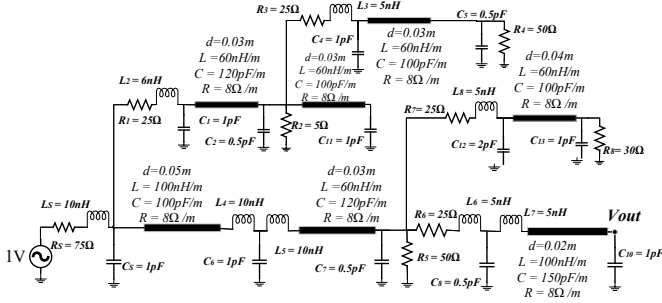 R3= 25Ω
L3= 5nH
C4= 1pF
C5= 0.5pF
R4= 50Ω
d=0.03m
L = 60nH/m
C = 100pF/m
R = 8Ω /m
L2= 6nH
R1= 25Ω
d=0.03m
L = 60nH/m
C = 120pF/m
R = 8Ω /m
C1= 1pF
C2= 0.5pF
d=0.03m
L =60nH/m
C = 100pF/m
R = 8Ω /m
R2= 5Ω
C11= 1pF
R7= 25Ω
L8= 5nH
d=0.04m
L = 60nH/m
C = 100pF/m
R = 8Ω /m
C12= 2pF
C13= 1pF
R8=30Ω
LS= 10nH
RS= 75Ω
1V
CS= 1pF
d=0.05m
L = 100nH/m
C = 100pF/m
R = 8Ω /m
L4= 10nH
C6= 1pF
L5= 10nH
d=0.03m
L = 60nH/m
C = 120pF/m
R = 8Ω /m
C7= 0.5pF
R5= 50Ω
R6= 25Ω
L6= 5nH
C8= 0.5pF
L7= 5nH
Vout
d=0.02m
L = 100nH/m
C = 150pF/m
R = 8Ω /m
C10= 1pF